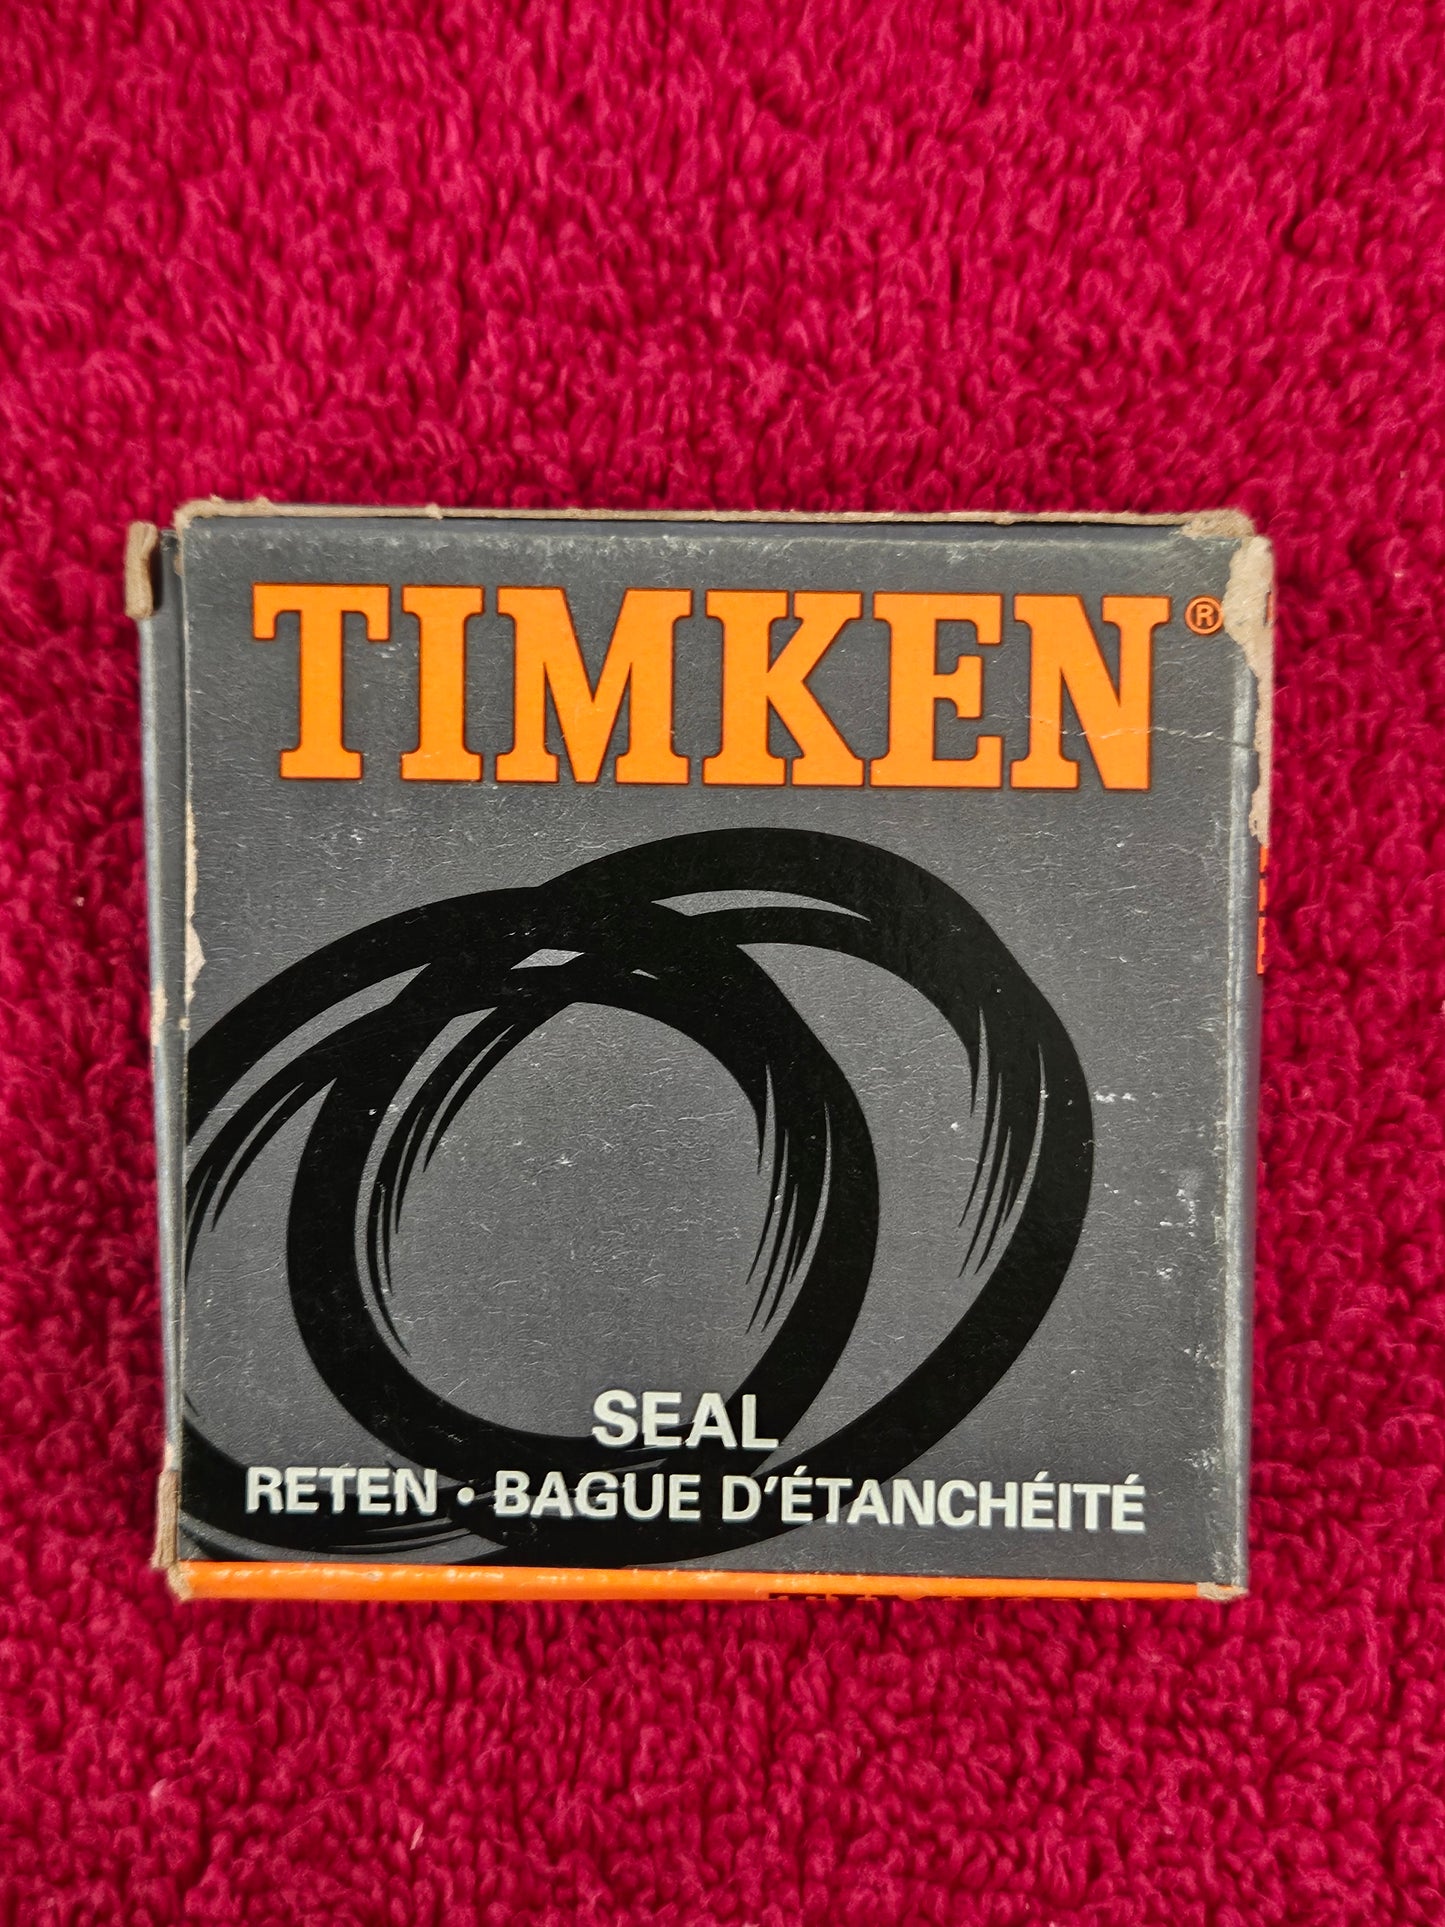 TIMKEN®
SEAL
RETEN • BAGUE D'ÉTANCHÉITÉ